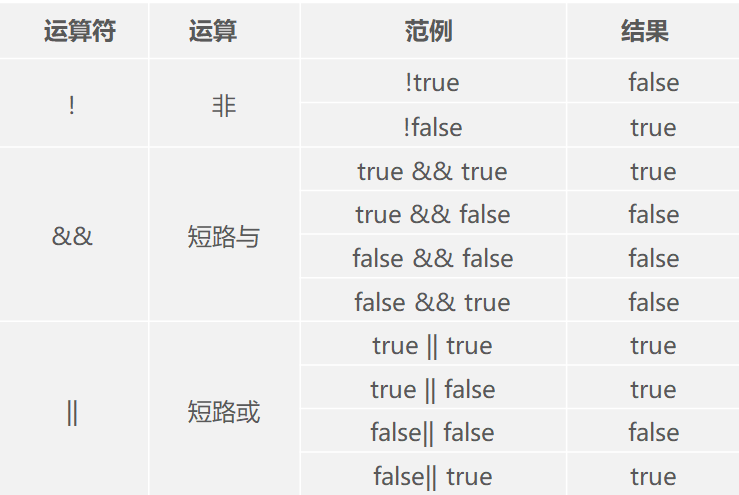 运算符 运算 范例 结果
! 非 !true false
!false true
&& 短路与 true && true true
true && false false
false && false false
false && true false
|| 短路或 true || true true
true || false true
false|| false false
false|| true true